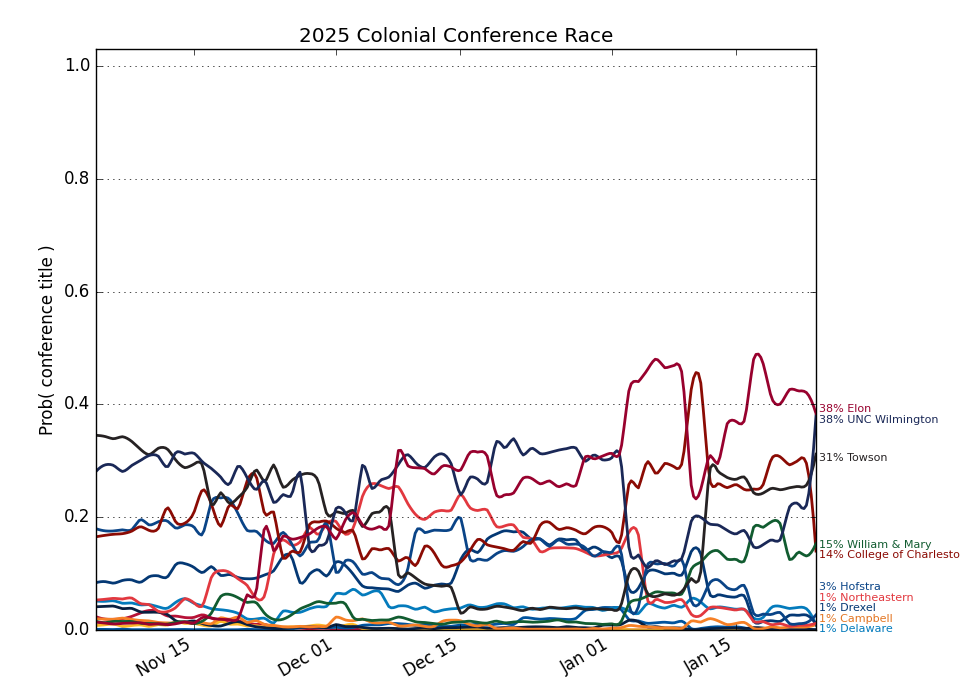 2025 Colonial Conference Race
Prob( conference title )
1.0
0.8
0.6
0.4
0.2
0.0
Nov 15
Dec 01
Dec 15
Jan 01
Jan 15
38% Elon
38% UNC Wilmington
31% Towson
15% William & Mary
14% College of Charlesto
3% Hofstra
1% Northeastern
1% Drexel
1% Campbell
1% Delaware